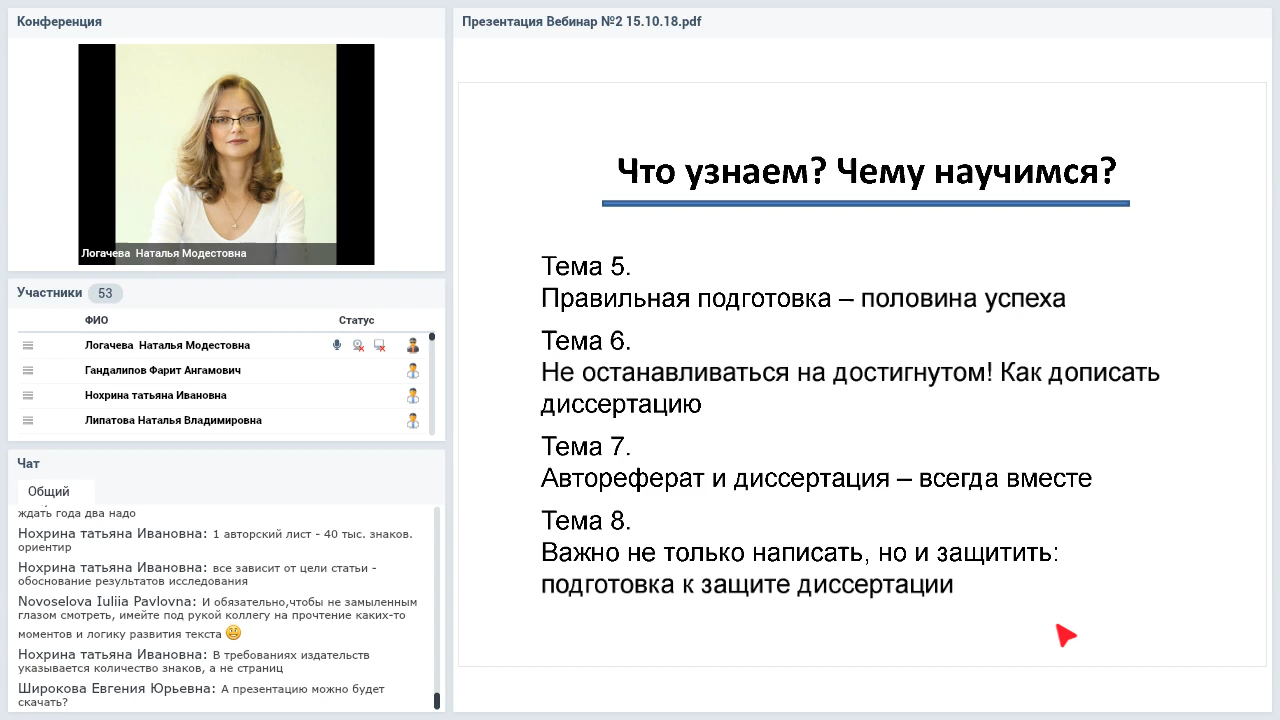 Конференция
Логачева Наталья Модестовна
Участники 53
ФИО Статус
Логачева Наталья Модестовна
Гандалипов Фарит Ангамович
Нохрина татьяна Ивановна
Липатова Наталья Владимировна
Чат
Общий
ждать года два надо
Нохрина татьяна Ивановна: 1 авторский лист - 40 тыс. знаков.
ориентир
Нохрина татьяна Ивановна: все зависит от цели статьи -
обоснование результатов исследования
Novoselova Iuliia Pavlovna: И обязательно,чтобы не замыленным
глазом смотреть, имейте под рукой коллегу на прочтение каких-то
моментов и логику развития текста
Нохрина татьяна Ивановна: В требованиях издательств
указывается количество знаков, а не страниц
Широкова Евгения Юрьевна: А презентацию можно будет
скачать?
Презентация Вебинар №2 15.10.18.pdf
Что узнаем? Чему научимся?
Тема 5.
Правильная подготовка – половина успеха
Тема 6.
Не останавливаться на достигнутом! Как дописать
диссертацию
Тема 7.
Автореферат и диссертация – всегда вместе
Тема 8.
Важно не только написать, но и защитить:
подготовка к защите диссертации